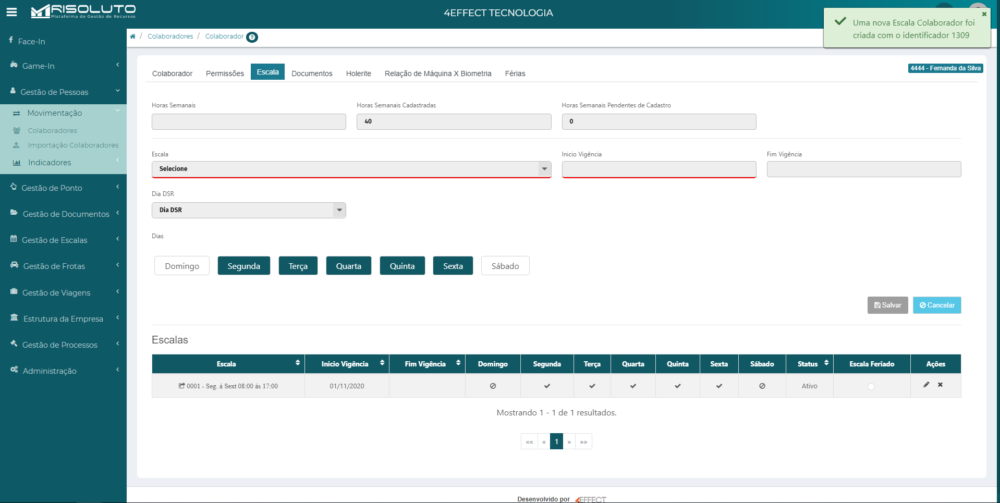 RISOLUTO
Plataforma de Gestão de Recursos
4EFFECT TECNOLOGIA
Uma nova Escala Colaborador foi
criada com o identificador 1309
Face-In
Game-In
Gestão de Pessoas
Movimentação
Colaboradores
Importação Colaboradores
Indicadores
Gestão de Ponto
Gestão de Documentos
Gestão de Escalas
Gestão de Frotas
Gestão de Viagens
Estrutura da Empresa
Gestão de Processos
Administração
/ Colaboradores / Colaborador ?
Colaborador Permissões Escala Documentos Holerite Relação de Máquina X Biometria Férias
4444 - Fernanda da Silva
Horas Semanais Horas Semanais Cadastradas Horas Semanais Pendentes de Cadastro
40 0
Escala Inicio Vigência Fim Vigência
Selecione
Dia DSR
Dia DSR
Dias
Domingo Segunda Terça Quarta Quinta Sexta Sábado
Salvar Cancelar
Escalas
Escala Inicio Vigência Fim Vigência Domingo Segunda Terça Quarta Quinta Sexta Sábado Status Escala Feriado Ações
0001 - Seg. á Sext 08:00 ás 17:00 01/11/2020 Ativo
Mostrando 1 - 1 de 1 resultados.
«« « 1 » »»
Desenvolvido por 4EFFECT